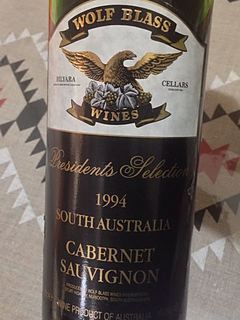 WOLF BLASS
BILYARA CELLARS
WINES
Presidents Selection
1994
SOUTH AUSTRALIA
CABERNET
SAUVIGNON
WINE PRODUCT OF AUSTRALIA